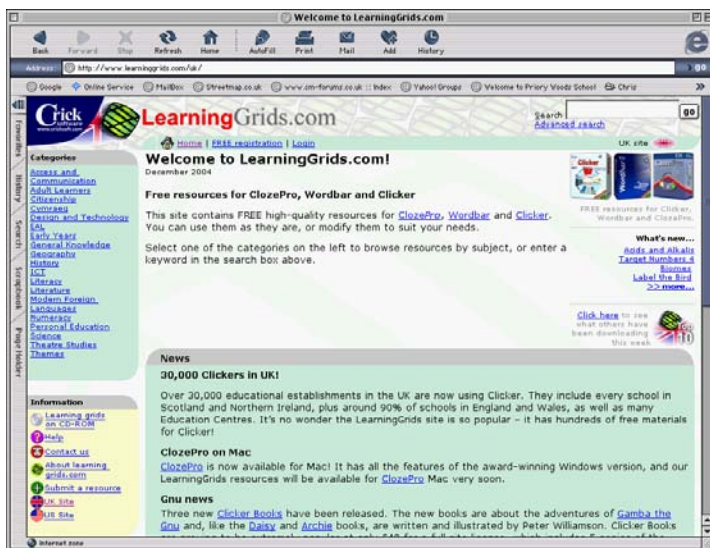 Welcome to LearningGrids.com
Back Forward Stop Refresh Home AutoFill Print Mail Add History
Address: http://www.learninggrids.com/uk/ go
Google Online Service MailBox Streetmap.co.uk www.om-forums.co.uk :: Index Yahoo! Groups Welcome to Priory Woods School Chris
Favorites
History
Search
Scrapbook
Page Holder
Crick
software
www.cricksoft.com
LearningGrids.com
Search go
Advanced search
Home | FREE registration | Login
UK site
Categories
Access and
Communication
Adult Learners
Citizenship
Cymraeg
Design and Technology
EAL
Early Years
General Knowledge
Geography
History
ICT
Literacy
Literature
Modern Foreign
Languages
Numeracy
Personal Education
Science
Theatre Studies
Themes
Information
Learning grids
on CD-ROM
Help
Contact us
About learning
grids.com
Submit a resource
UK Site
US Site
Welcome to LearningGrids.com!
December 2004
Free resources for ClozePro, Wordbar and Clicker
This site contains FREE high-quality resources for ClozePro, Wordbar and Clicker.
You can use them as they are, or modify them to suit your needs.
Select one of the categories on the left to browse resources by subject, or enter a
keyword in the search box above.
Clicker
Wordbar
FREE resources for Clicker,
Wordbar and ClozePro.
What's new...
Acids and Alkalis
Target Numbers 4
Biomes
Label the Bird
>> more...
Click here to see
what others have
been downloading
this week
Top
10
News
30,000 Clickers in UK!
Over 30,000 educational establishments in the UK are now using Clicker. They include every school in
Scotland and Northern Ireland, plus around 90% of schools in England and Wales, as well as many
Education Centres. It's no wonder the LearningGrids site is so popular – it has hundreds of free materials
for Clicker!
ClozePro on Mac
ClozePro is now available for Mac! It has all the features of the award-winning Windows version, and our
LearningGrids resources will be available for ClozePro Mac very soon.
Gnu news
Three new Clicker Books have been released. The new books are about the adventures of Gamba the
Gnu and, like the Daisy and Archie books, are written and illustrated by Peter Williamson. Clicker Books
Internet zone